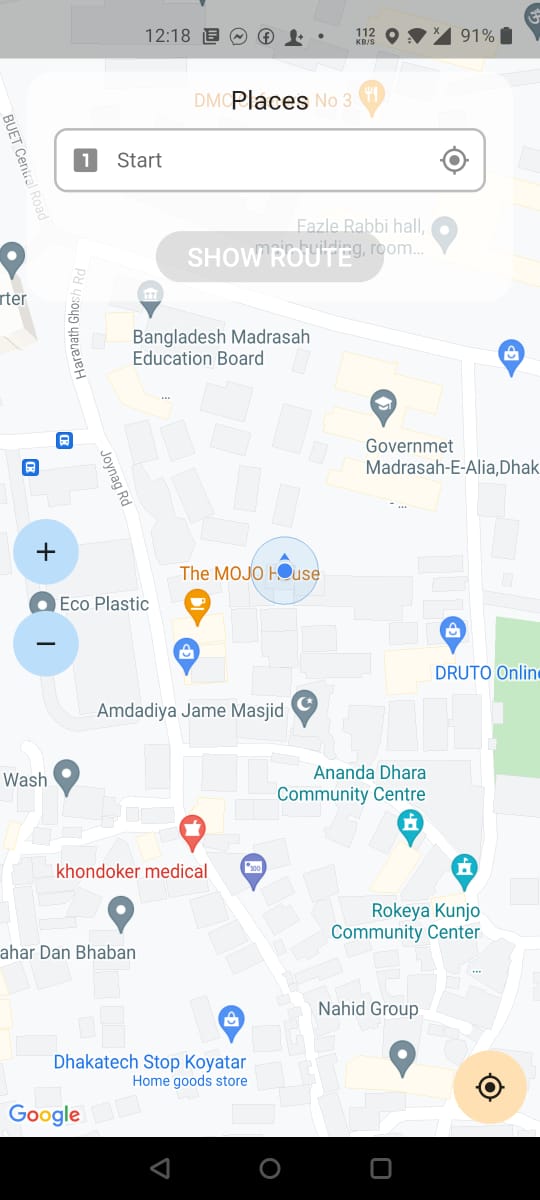 12:18
112
KB/S
X
91%
DMC Cafeteria No 3
Places
1
Start
BUET Central Road
Fazle Rabbi hall,
main building, room...
SHOW ROUTE
Haranath Ghosh Rd
rter
Bangladesh Madrasah
Education Board
...
Governmet
Madrasah-E-Alia,Dhak
- ...
Joynag Rd
+
The MOJO House
Eco Plastic
−
DRUTO Online
Amdadiya Jame Masjid
Wash
Ananda Dhara
Community Centre
khondoker medical
Rokeya Kunjo
Community Center
ahar Dan Bhaban
...
Nahid Group
Dhakatech Stop Koyatar
Home goods store
Google